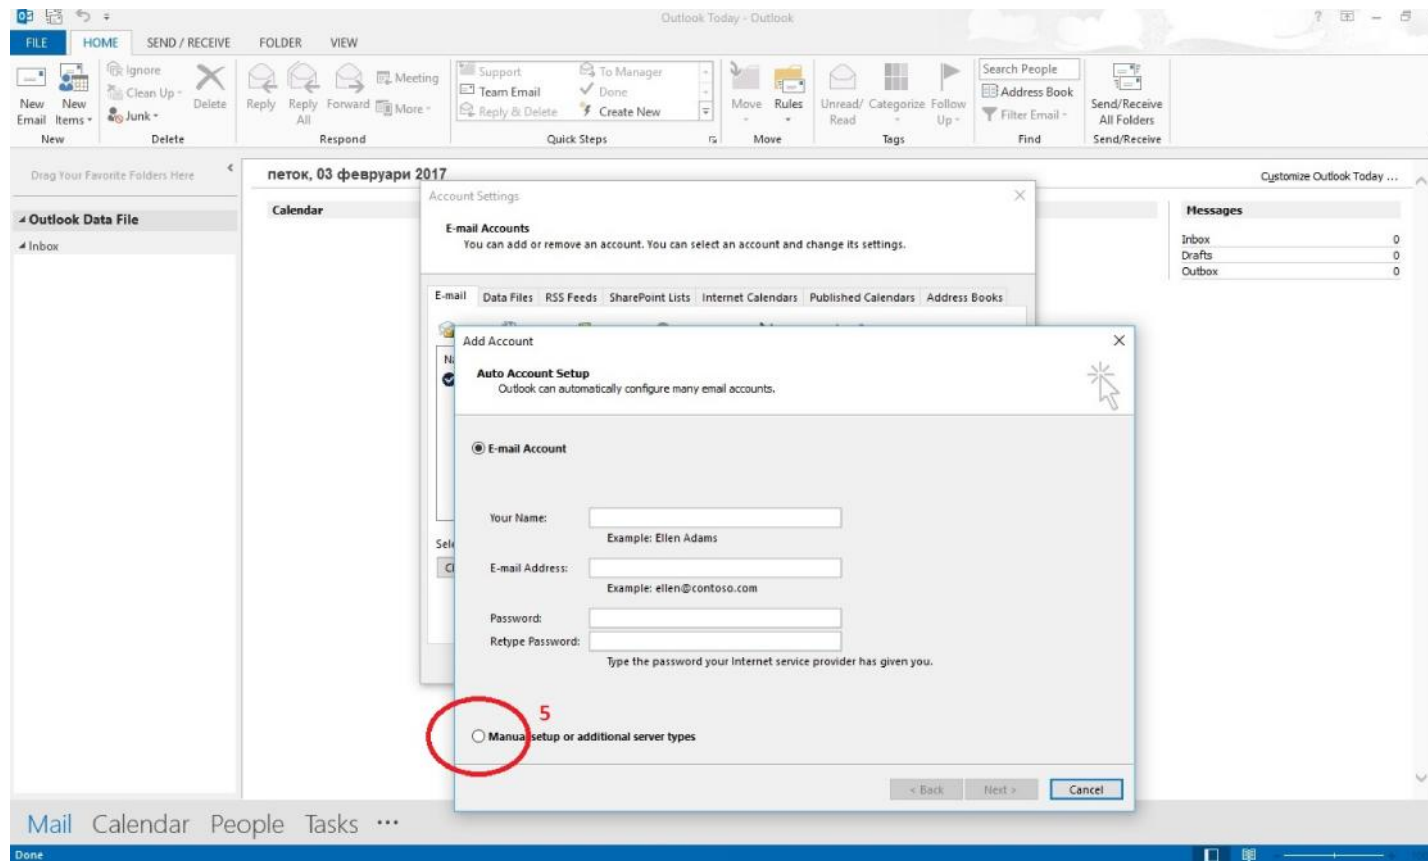 Outlook Today - Outlook
FILE HOME SEND / RECEIVE FOLDER VIEW
New Email
New Items
New
Ignore
Clean Up
Junk
Delete
Delete
Reply
Reply All
Forward
Meeting
More
Respond
Support
Team Email
Reply & Delete
To Manager
Done
Create New
Quick Steps
Move
Rules
Move
Unread/ Read
Categorize
Follow Up
Tags
Search People
Address Book
Filter Email
Find
Send/Receive All Folders
Send/Receive
Drag Your Favorite Folders Here
Outlook Data File
Inbox
петок, 03 февруари 2017
Customize Outlook Today ...
Calendar
Messages
Inbox 0
Drafts 0
Outbox 0
Account Settings
E-mail Accounts
You can add or remove an account. You can select an account and change its settings.
E-mail Data Files RSS Feeds SharePoint Lists Internet Calendars Published Calendars Address Books
Add Account
Auto Account Setup
Outlook can automatically configure many email accounts.
E-mail Account
Your Name:
Example: Ellen Adams
E-mail Address:
Example: ellen@contoso.com
Password:
Retype Password:
Type the password your Internet service provider has given you.
5
Manual setup or additional server types
< Back Next > Cancel
Mail Calendar People Tasks ···
Done